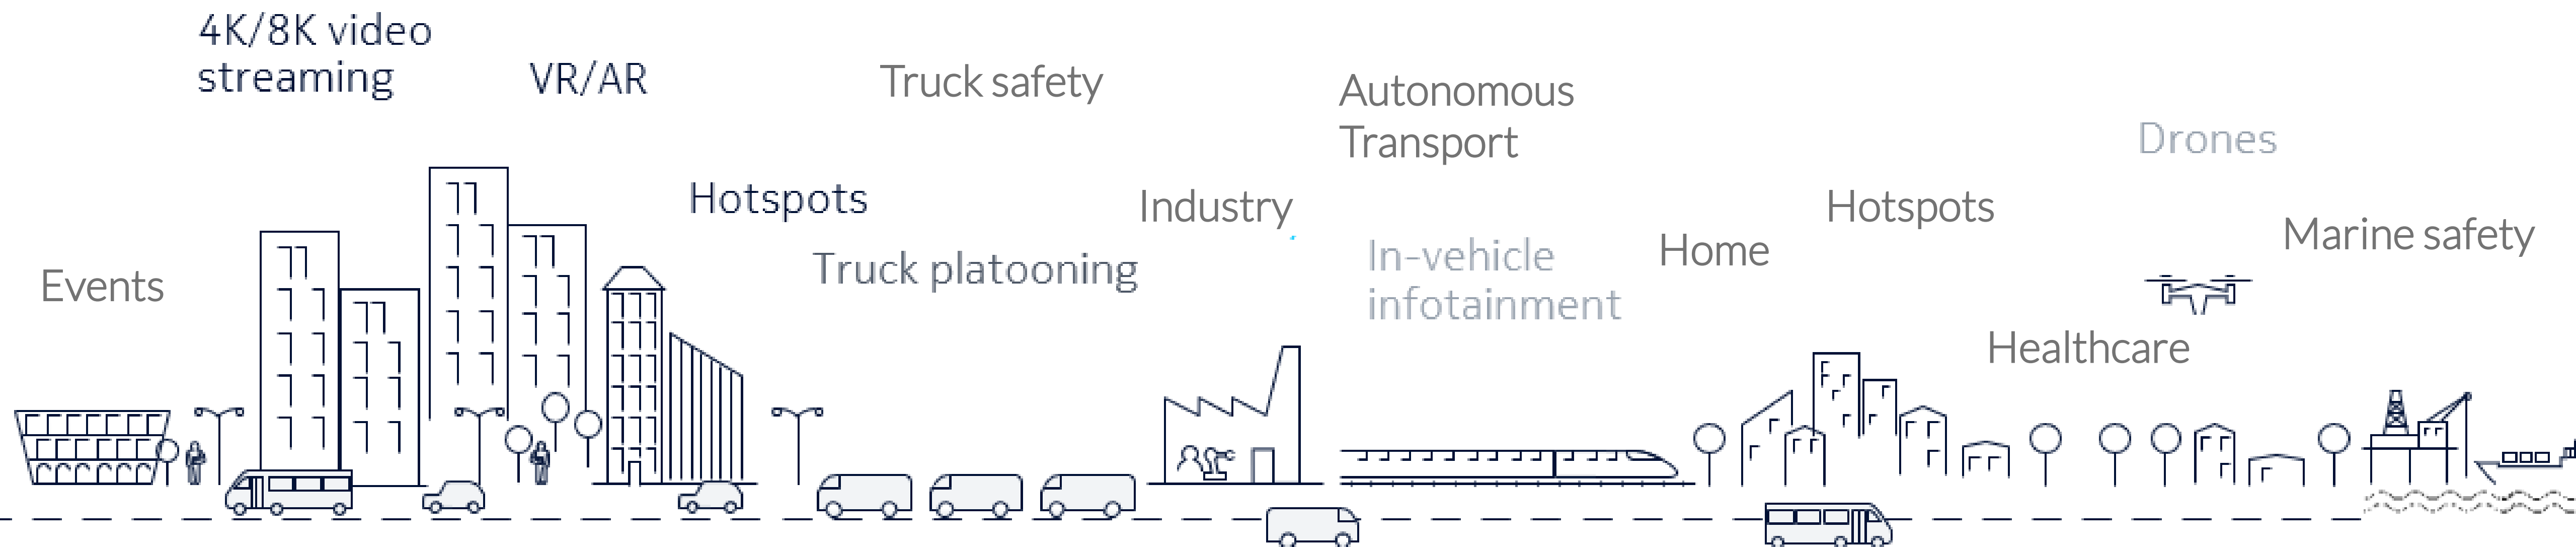 4K/8K video
streaming
VR/AR
Truck safety
Autonomous
Transport
Drones
Hotspots
Industry
Hotspots
Marine safety
Events
Truck platooning
In-vehicle
infotainment
Home
Healthcare